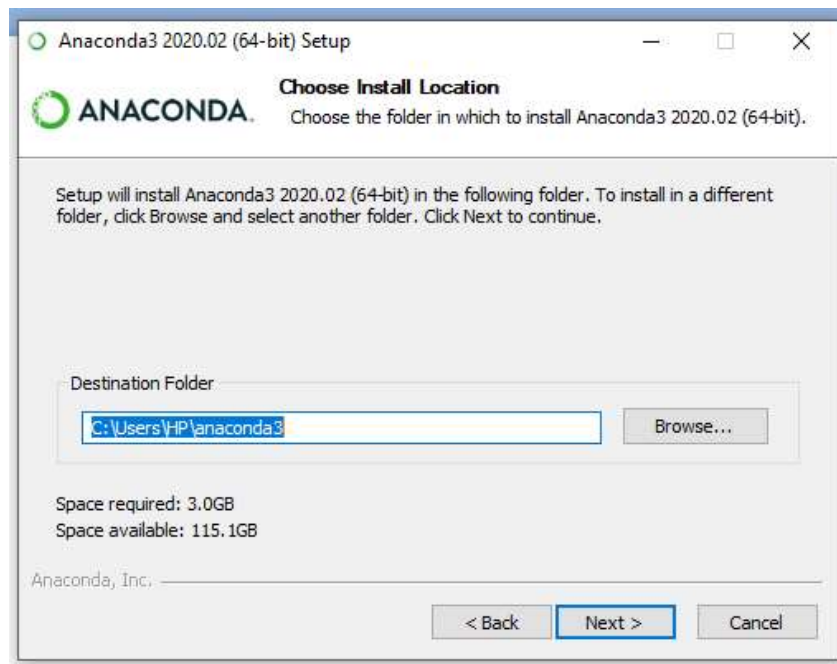 Anaconda3 2020.02 (64-bit) Setup
ANACONDA.
Choose Install Location
Choose the folder in which to install Anaconda3 2020.02 (64-bit).
Setup will install Anaconda3 2020.02 (64-bit) in the following folder. To install in a different
folder, click Browse and select another folder. Click Next to continue.
Destination Folder
C:\Users\HP\anaconda3
Browse...
Space required: 3.0GB
Space available: 115.1GB
Anaconda, Inc.
< Back
Next >
Cancel